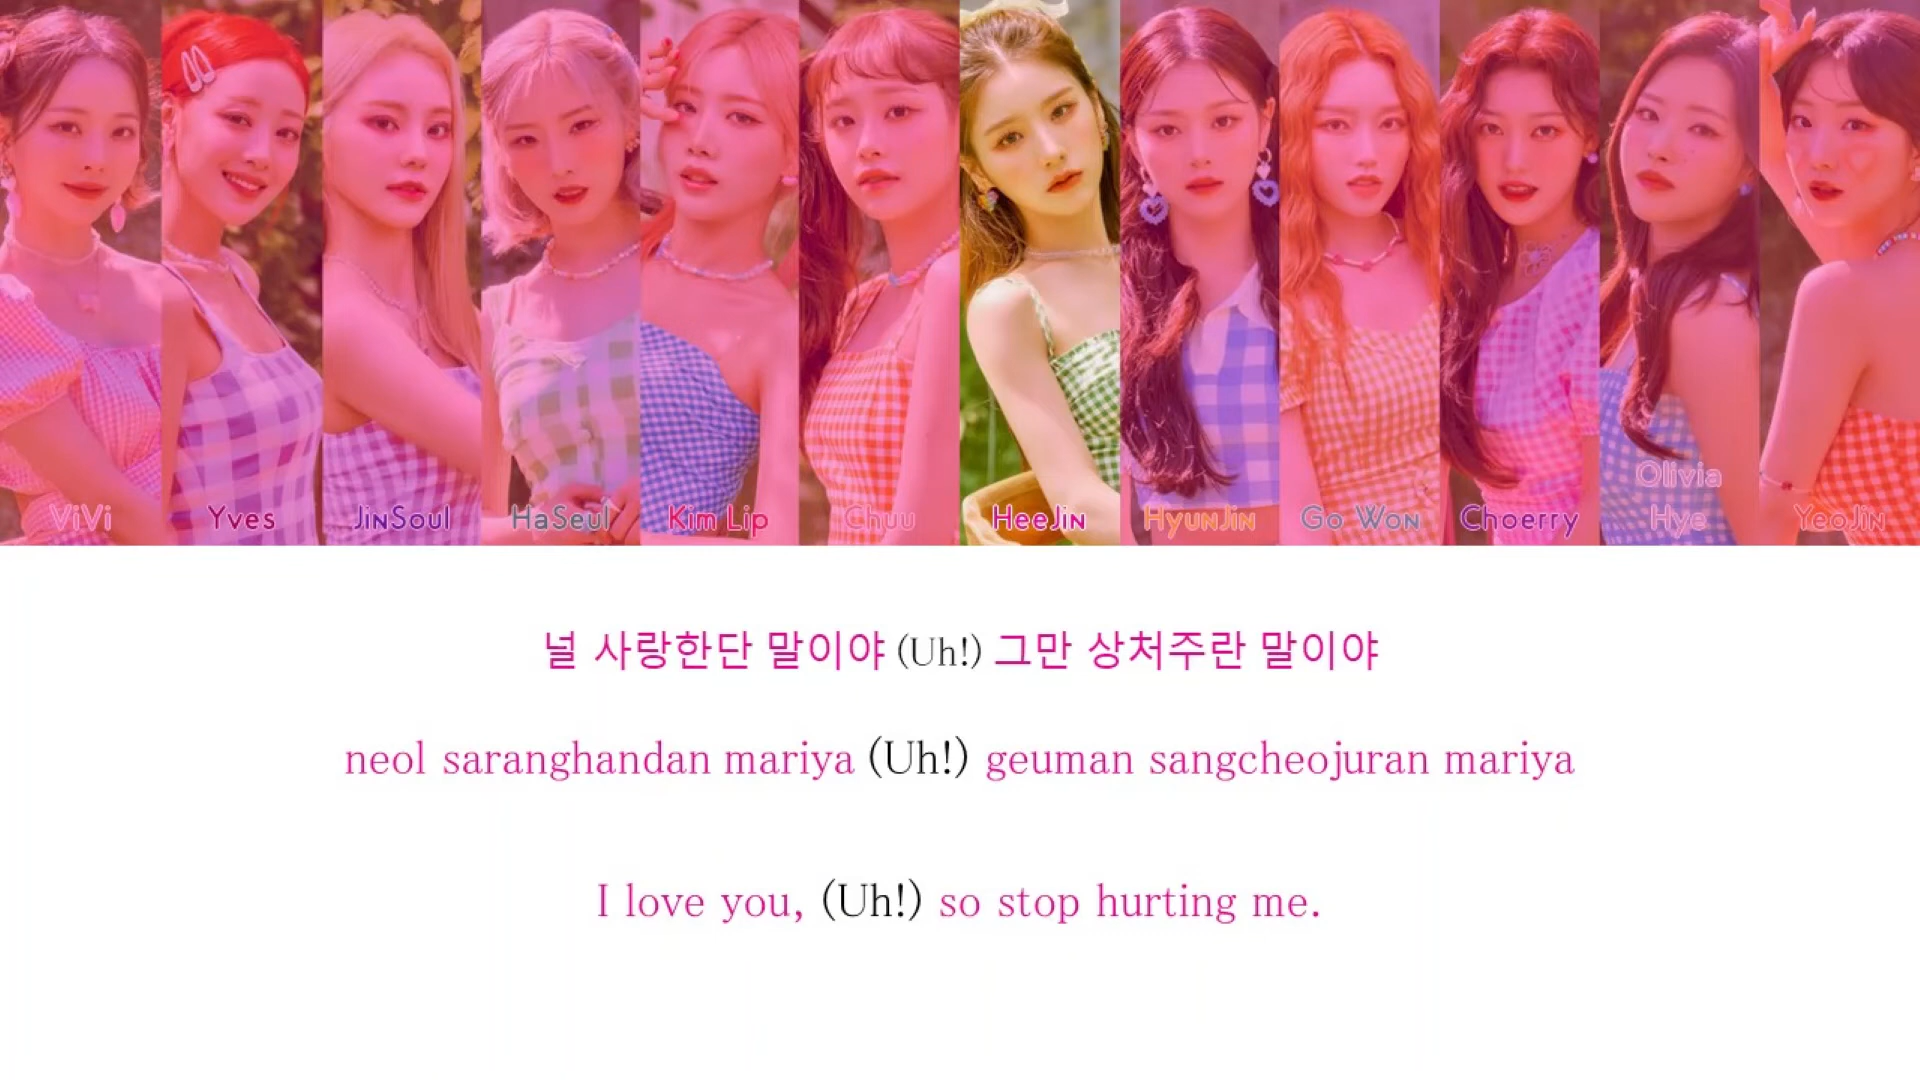 ViVi
Yves
JinSoul
HaSeul
Kim Lip
Chuu
HeeJin
HyunJin
Go Won
Choerry
Olivia
Hye
YeoJin
널 사랑한단 말이야 (Uh!) 그만 상처주란 말이야
neol saranghandan mariya (Uh!) geuman sangcheojuran mariya
I love you, (Uh!) so stop hurting me.